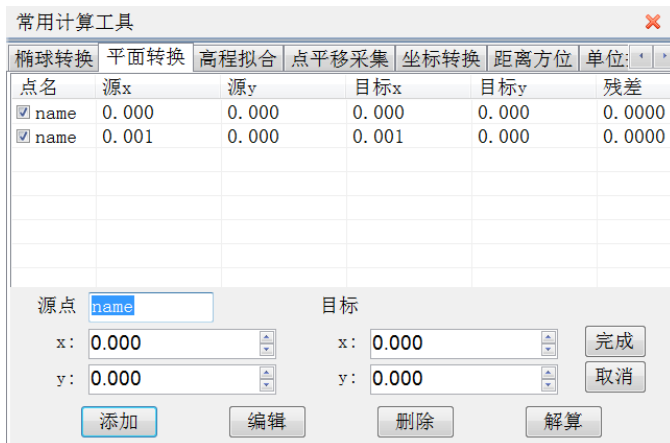 常用计算工具
椭球转换 平面转换 高程拟合 点平移采集 坐标转换 距离方位 单位
点名 源x 源y 目标x 目标y 残差
name 0.000 0.000 0.000 0.000 0.0000
name 0.001 0.000 0.001 0.000 0.0000
源点 name 目标
x: 0.000 x: 0.000 完成
y: 0.000 y: 0.000 取消
添加 编辑 删除 解算